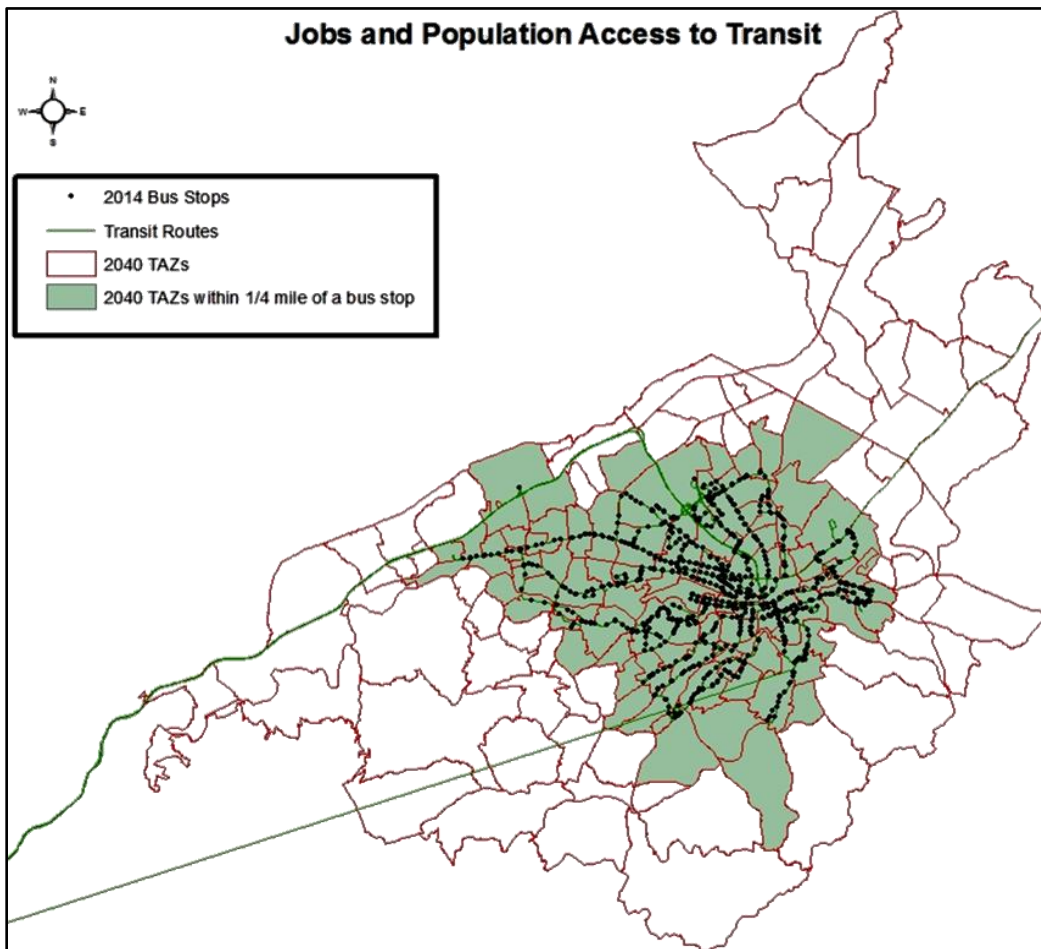 Jobs and Population Access to Transit
N
W E
S
2014 Bus Stops
Transit Routes
2040 TAZs
2040 TAZs within 1/4 mile of a bus stop